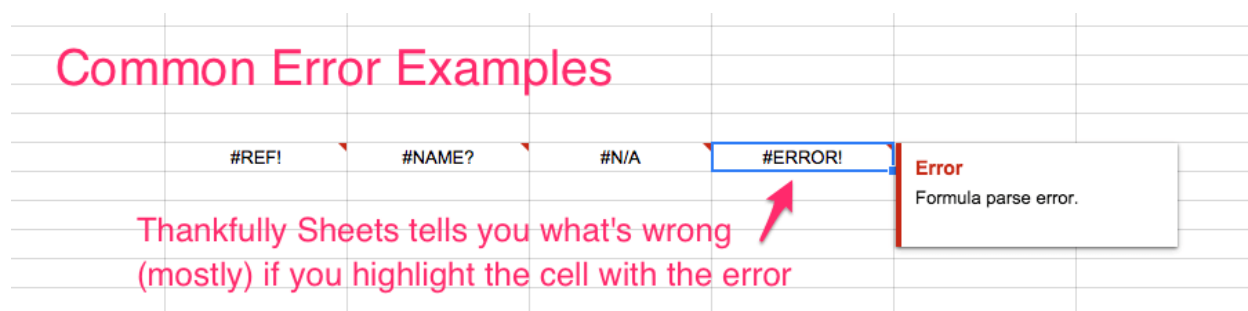 Common Error Examples
#REF! #NAME? #N/A #ERROR!
Error
Formula parse error.
Thankfully Sheets tells you what's wrong
(mostly) if you highlight the cell with the error